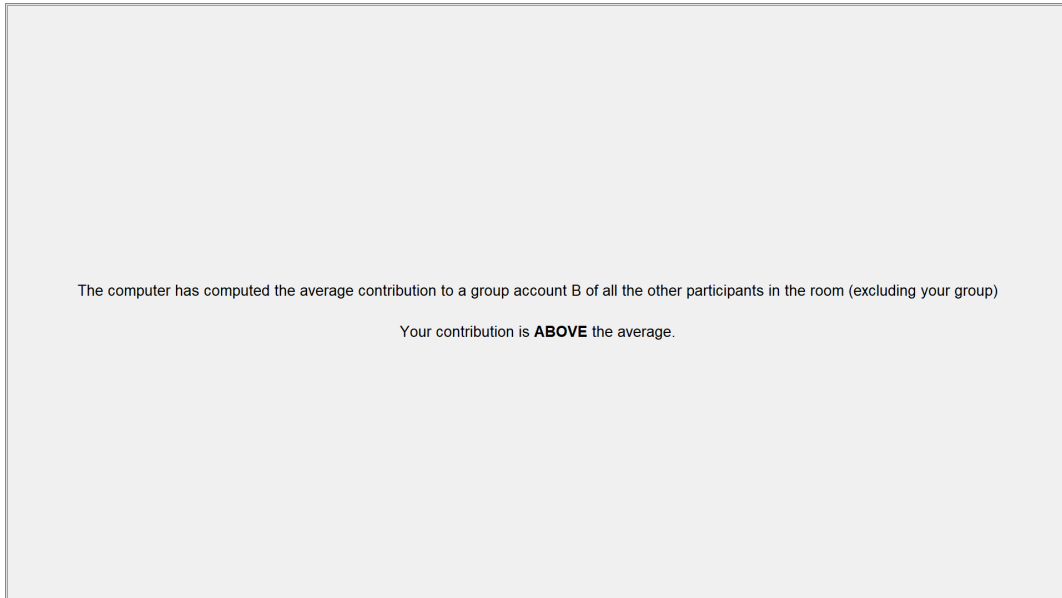 The computer has computed the average contribution to a group account B of all the other participants in the room (excluding your group)
Your contribution is ABOVE the average.